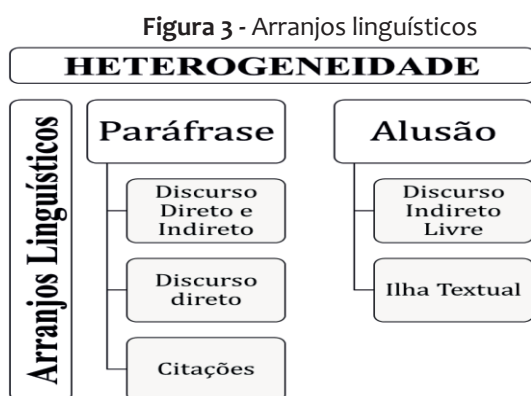 Figura 3 - Arranjos linguísticos
HETEROGENEIDADE
Arranjos Linguísticos
Paráfrase
Discurso
Direto e
Indireto
Discurso
direto
Citações
Alusão
Discurso
Indireto
Livre
Ilha Textual